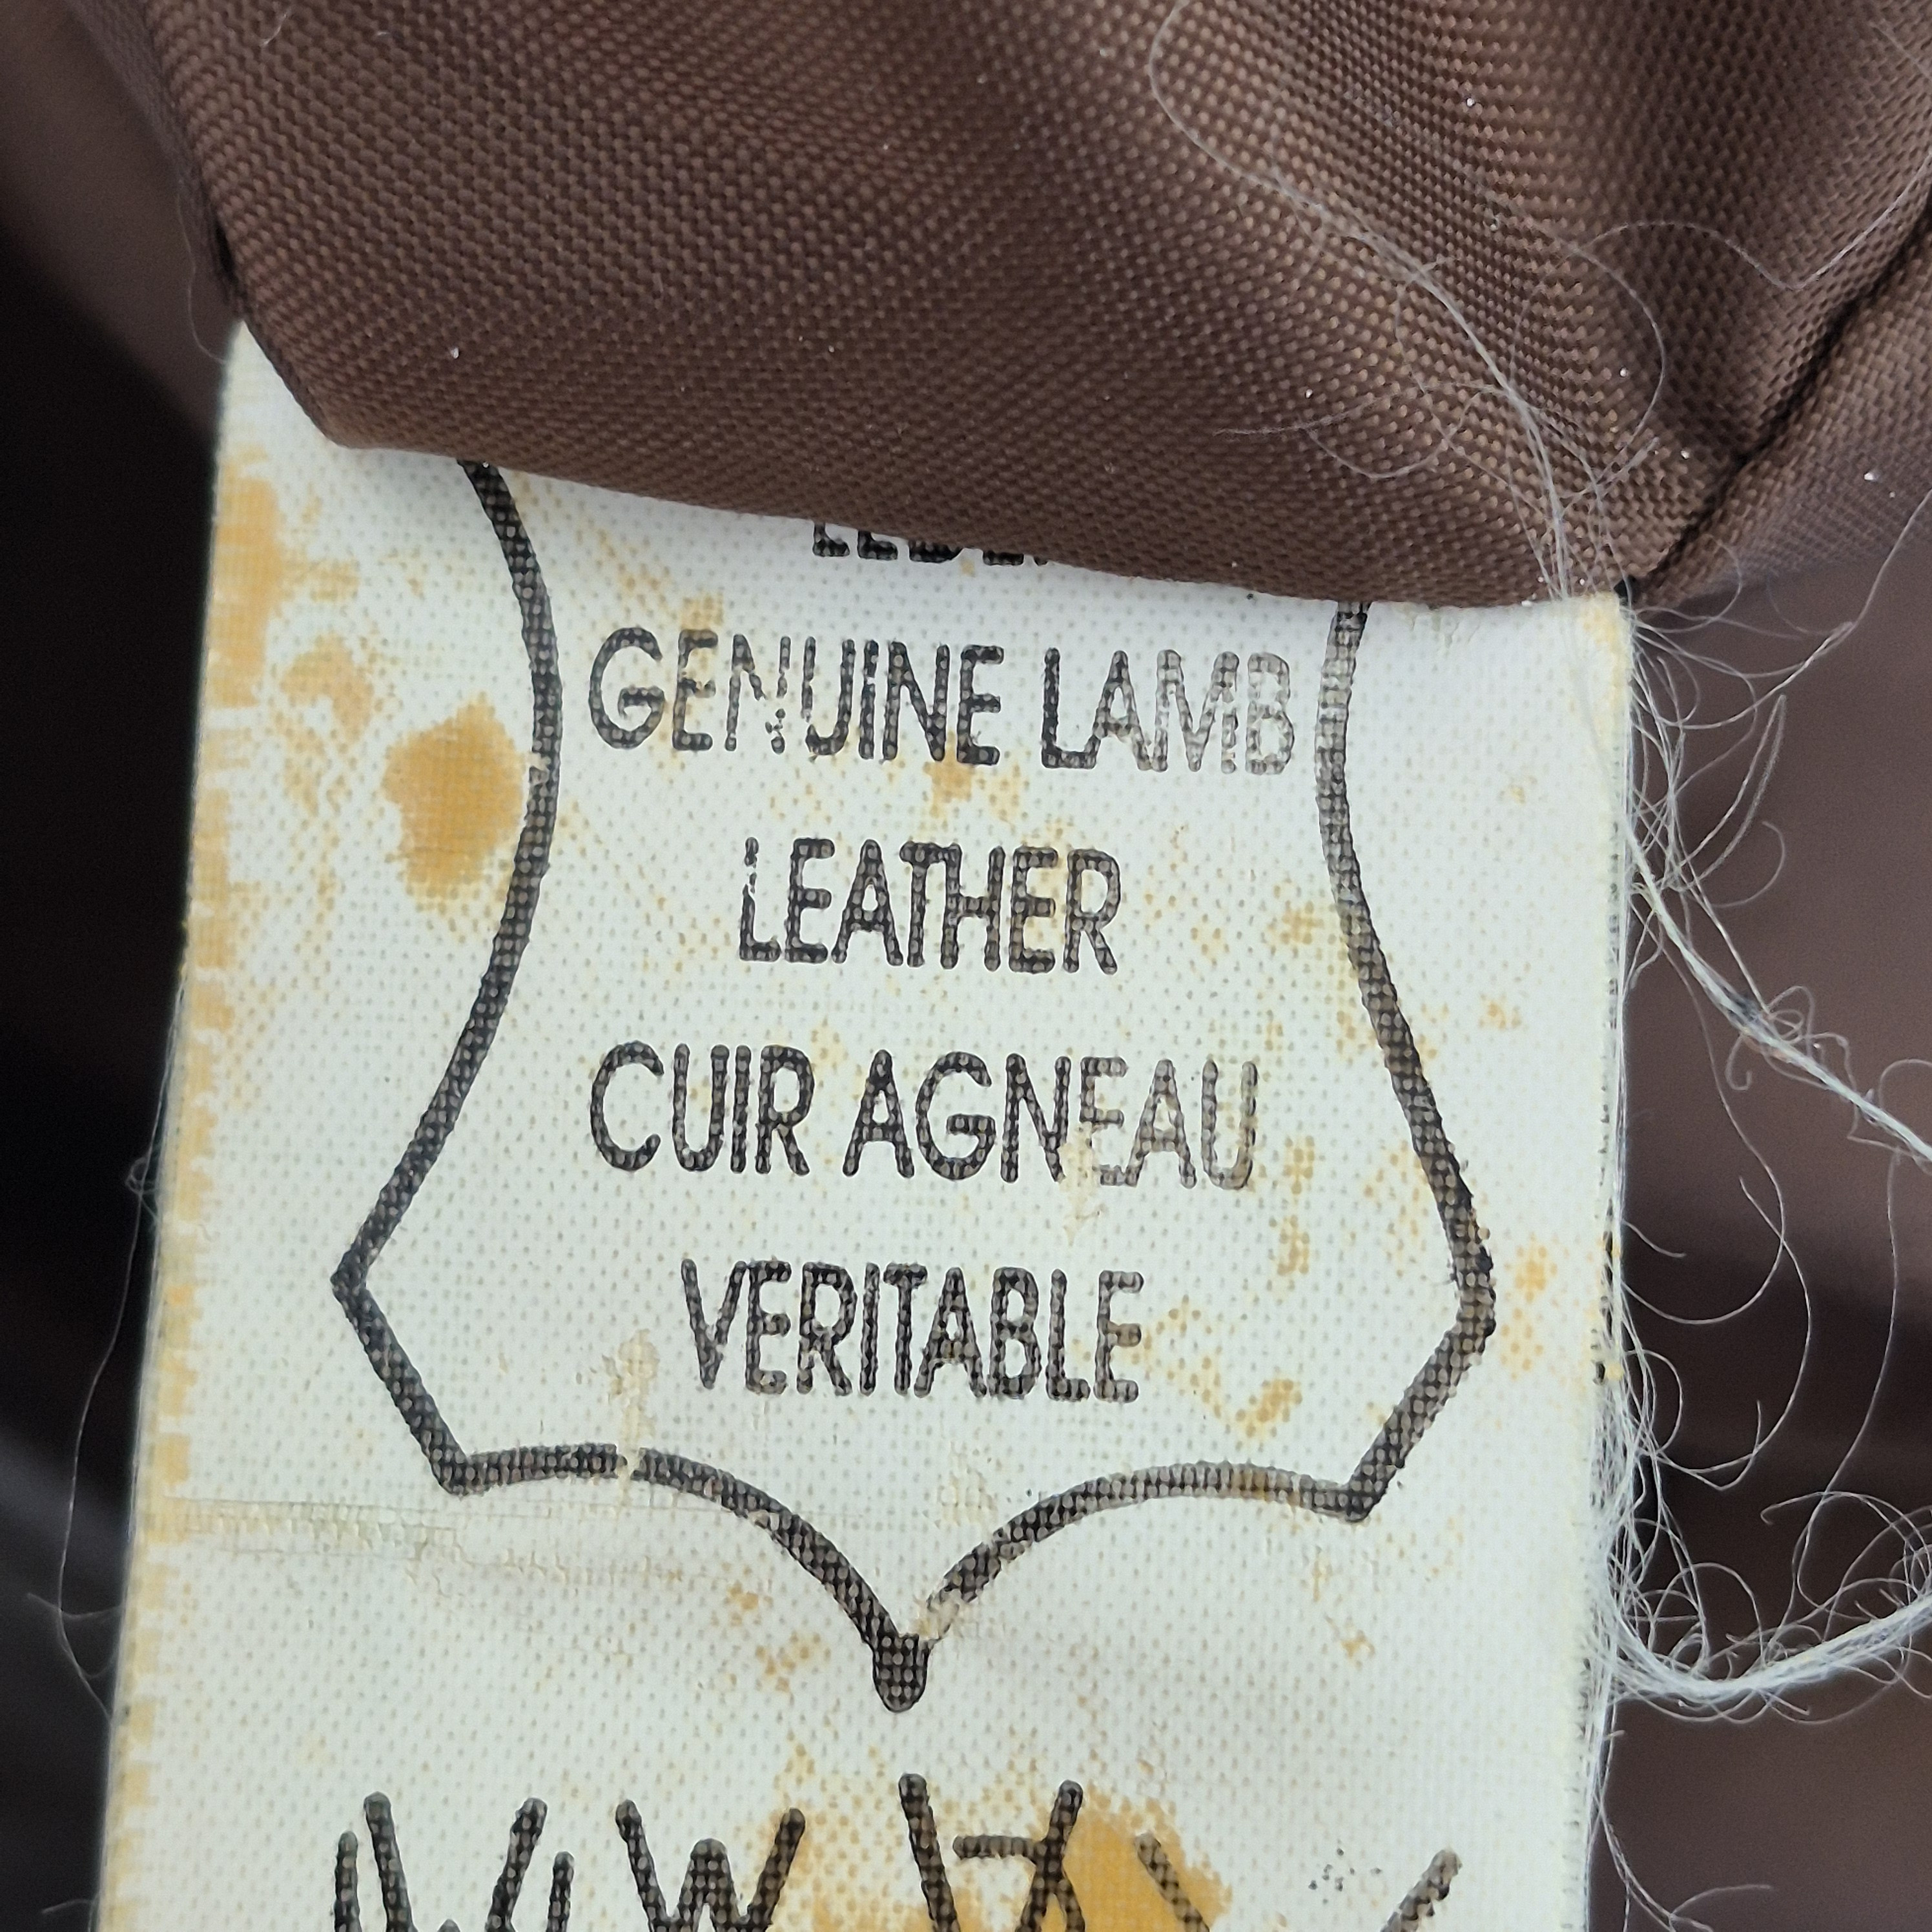 GENUINE LAMB
LEATHER
CUIR AGNEAU
VERITABLE